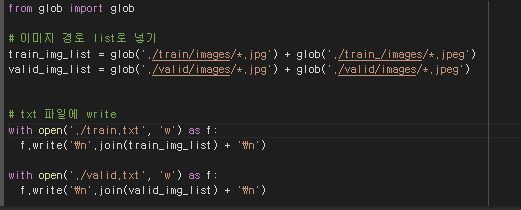 from glob import glob
# 이미지 경로 list로 넣기
train_img_list = glob('./train/images/*.jpg') + glob('./train_/images/*.jpeg')
valid_img_list = glob('./valid/images/*.jpg') + glob('./valid/images/*.jpeg')
# txt 파일에 write
with open('./train.txt', 'w') as f:
f.write('₩n'.join(train_img_list) + '₩n')
with open('./valid.txt', 'w') as f:
f.write('₩n'.join(valid_img_list) + '₩n')